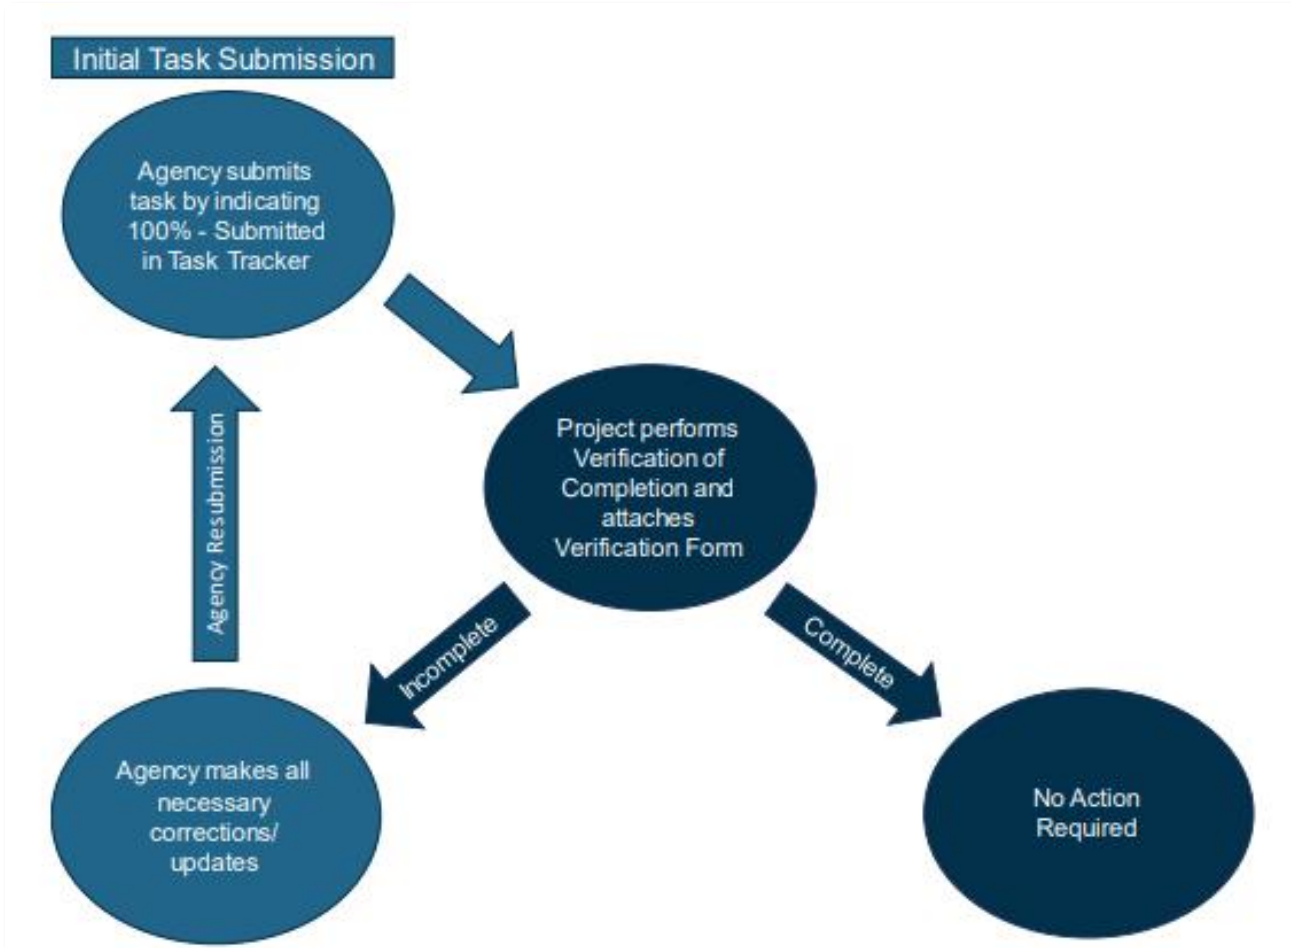 Initial Task Submission
Agency submits
task by indicating
100% - Submitted
in Task Tracker
Project performs
Verification of
Completion and
attaches
Verification Form
Agency Resubmission
Incomplete
Complete
Agency makes all
necessary
corrections/
updates
No Action
Required